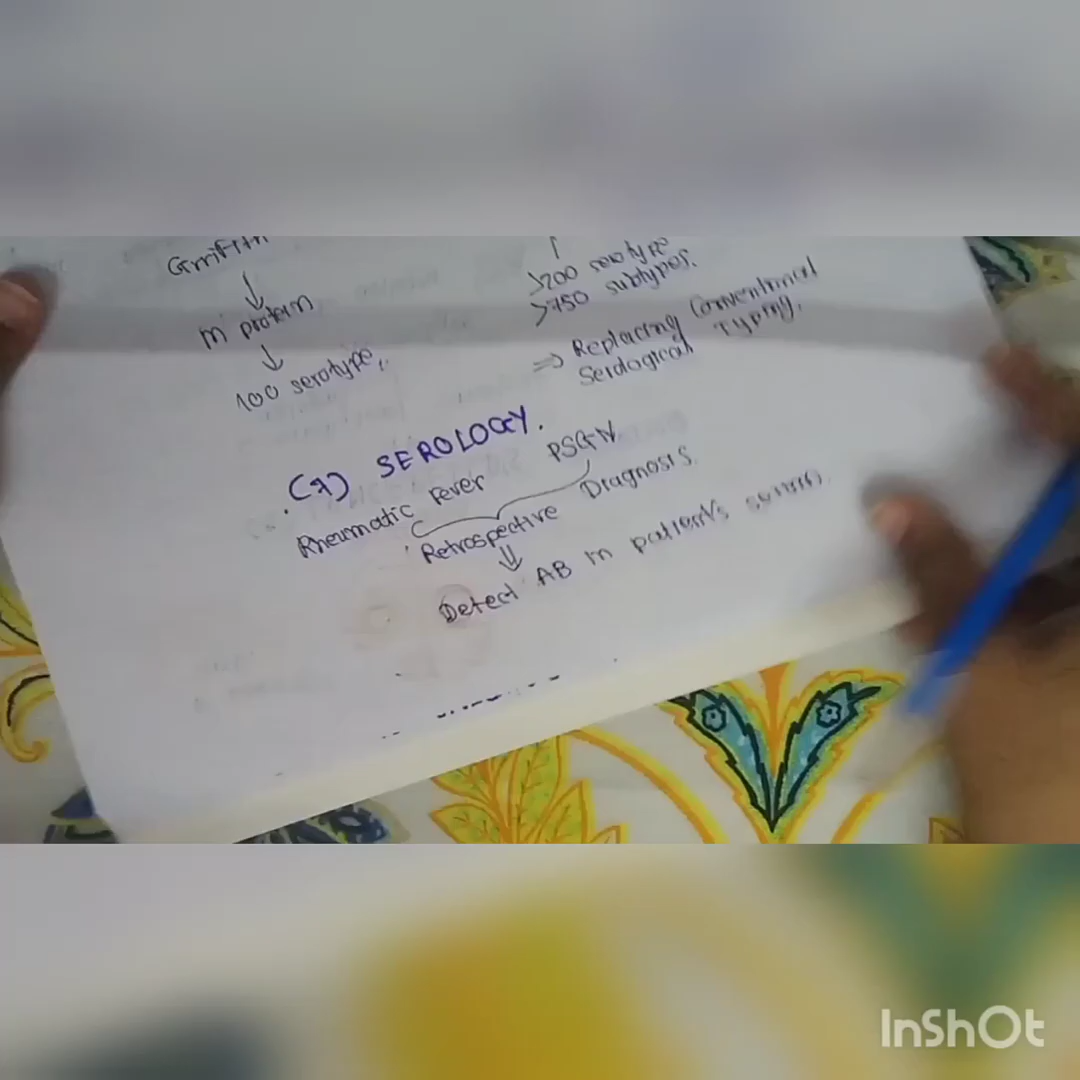 Griffith
↓
M protein
↓
100 serotype,
>200 serotype
>750 subtypes.
⇒ Replacing Conventional
Serological Typing.
(7) SEROLOGY.
Rheumatic Fever PSGN
Retrospective Diagnosis.
⇓
Detect AB in patient's serum.
InShOt